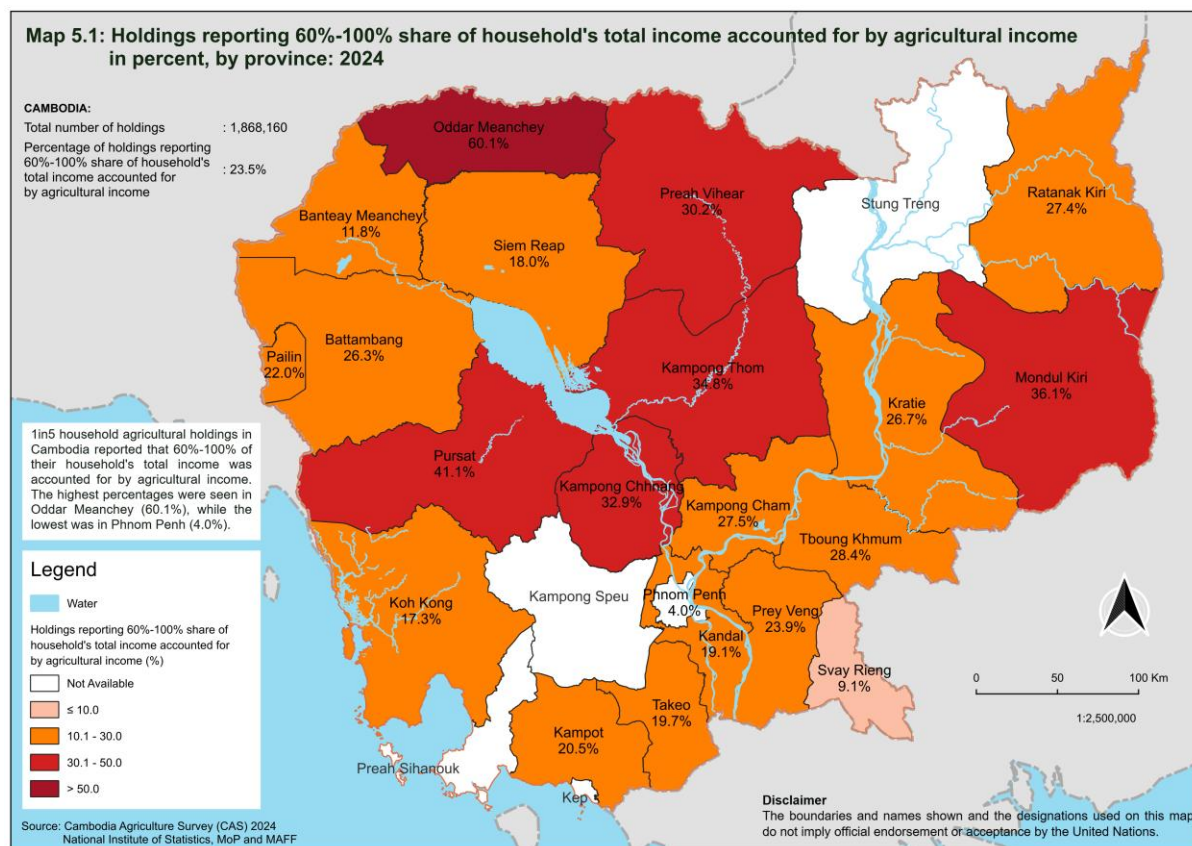 Map 5.1: Holdings reporting 60%-100% share of household's total income accounted for by agricultural income
in percent, by province: 2024
CAMBODIA:
Total number of holdings : 1,868,160
Percentage of holdings reporting
60%-100% share of household's
total income accounted for
by agricultural income
: 23.5%
Oddar Meanchey
60.1%
Preah Vihear
30.2%
Stung Treng
Ratanak Kiri
27.4%
Banteay Meanchey
11.8%
Siem Reap
18.0%
Battambang
26.3%
Pailin
22.0%
Kampong Thom
34.8%
Kratie
26.7%
Mondul Kiri
36.1%
Pursat
41.1%
Kampong Chhnang
32.9%
Kampong Cham
27.5%
Tboung Khmum
28.4%
Koh Kong
17.3%
Kampong Speu
Phnom Penh
4.0%
Prey Veng
23.9%
Kandal
19.1%
Svay Rieng
9.1%
Takeo
19.7%
Kampot
20.5%
Preah Sihanouk
Kep
1in5 household agricultural holdings in
Cambodia reported that 60%-100% of
their household's total income was
accounted for by agricultural income.
The highest percentages were seen in
Oddar Meanchey (60.1%), while the
lowest was in Phnom Penh (4.0%).
Legend
Water
Holdings reporting 60%-100% share of
household's total income accounted for
by agricultural income (%)
Not Available
≤ 10.0
10.1 - 30.0
30.1 - 50.0
> 50.0
Source: Cambodia Agriculture Survey (CAS) 2024
National Institute of Statistics, MoP and MAFF
0 50 100 Km
1:2,500,000
Disclaimer
The boundaries and names shown and the designations used on this map
do not imply official endorsement or acceptance by the United Nations.